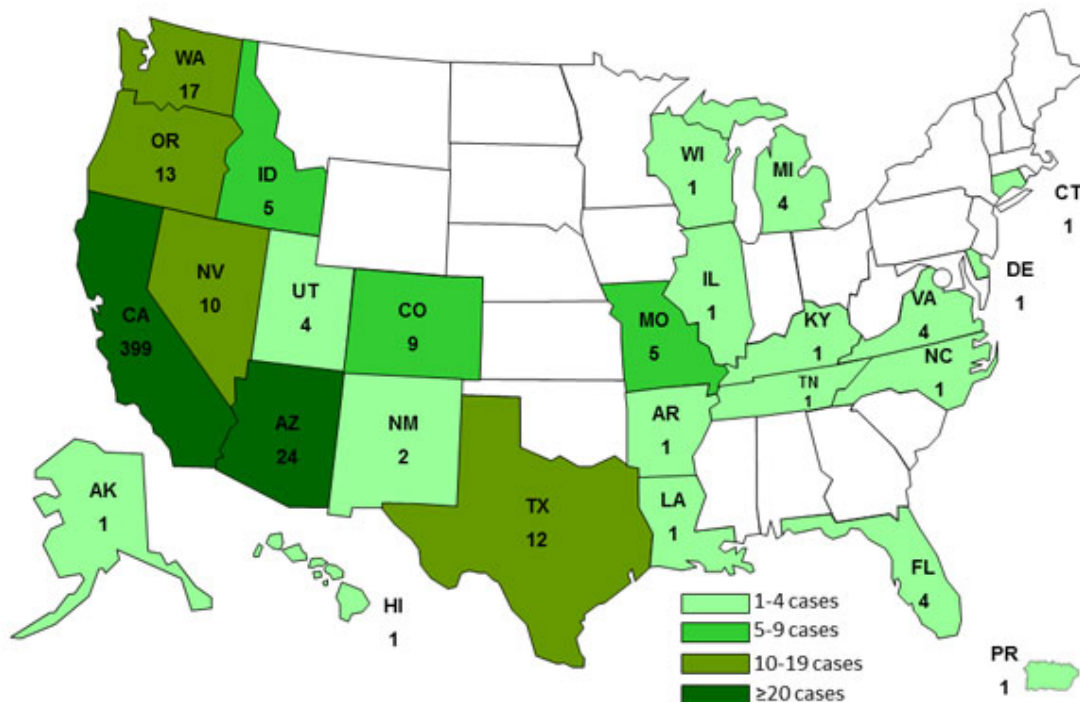 WA
17
OR
13
ID
5
WI
1
MI
4
CT
1
NV
10
UT
4
CO
9
CA
399
MO
5
IL
1
KY
1
VA
4
DE
1
TN
1
NC
1
AZ
24
NM
2
AR
1
TX
12
LA
1
AK
1
HI
1
FL
4
PR
1
1-4 cases
5-9 cases
10-19 cases
≥20 cases